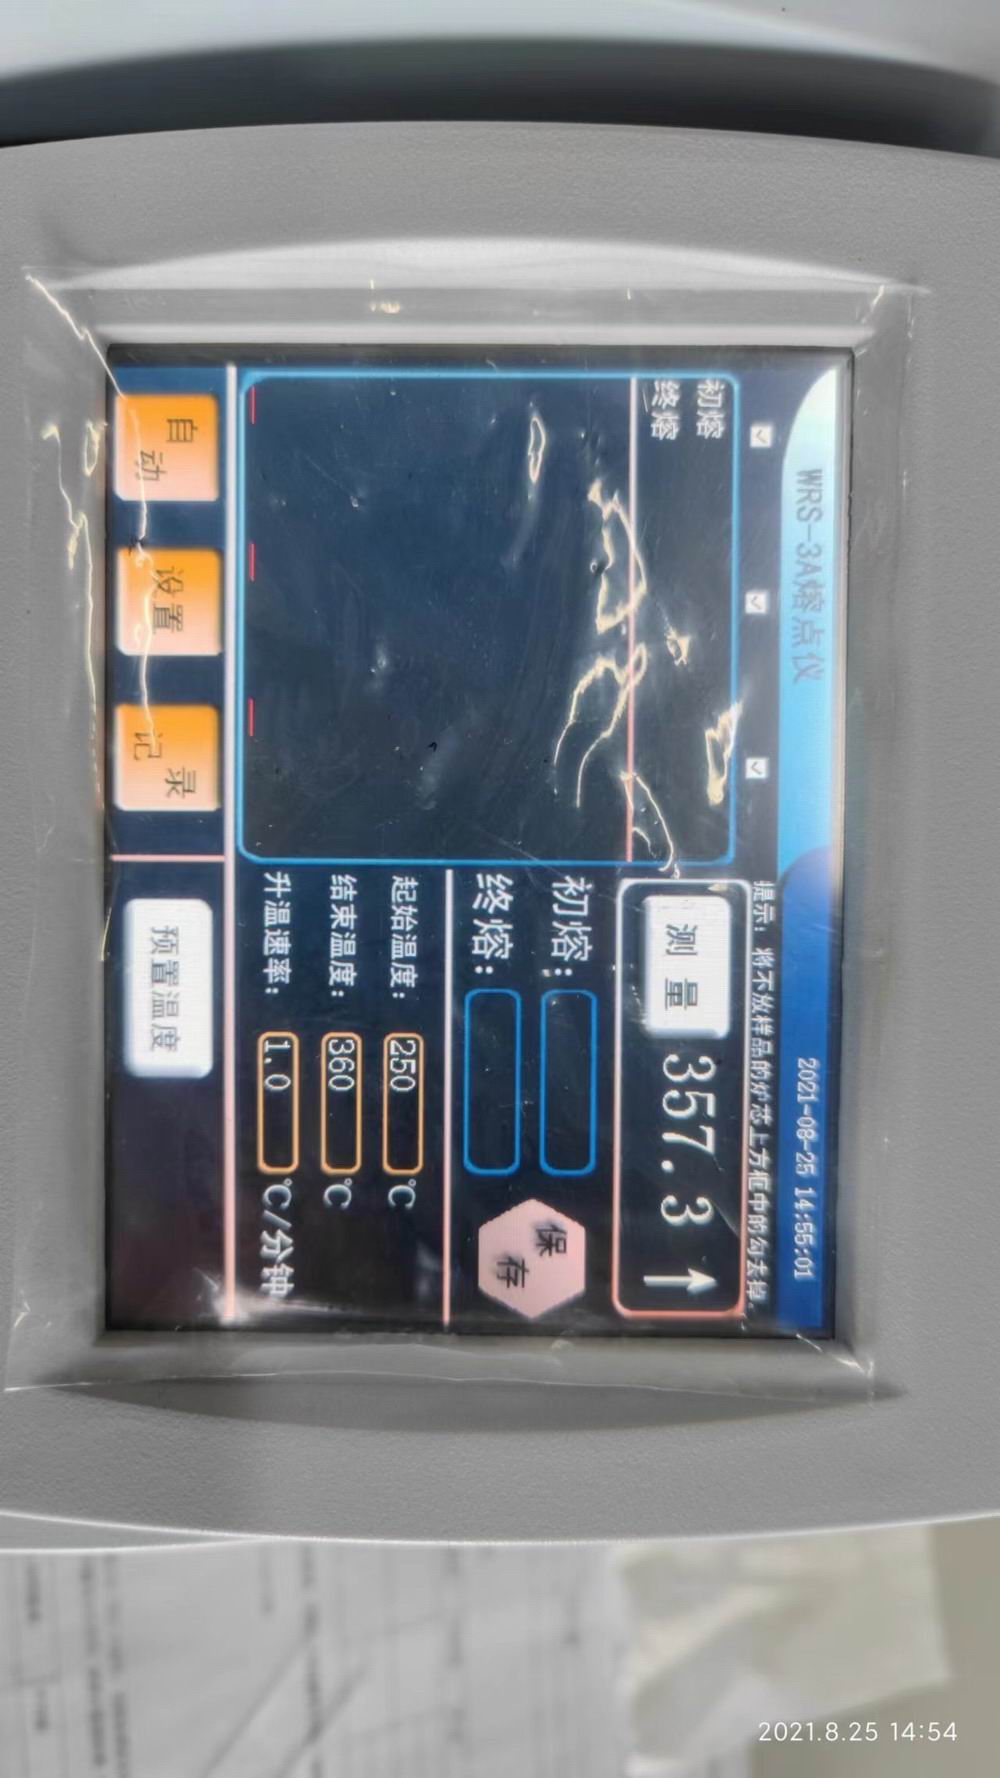 WRS-3A熔点仪
2021-08-25 14:55:01
提示: 将不放样品的炉芯上方框中的勾去掉.
初熔
终熔
测 量
357.3 ↑
初熔:
终熔:
保存
起始温度: 250 ℃
结束温度: 360 ℃
升温速率: 1.0 ℃/分钟
自动
设置
记录
预置温度
2021.8.25 14:54